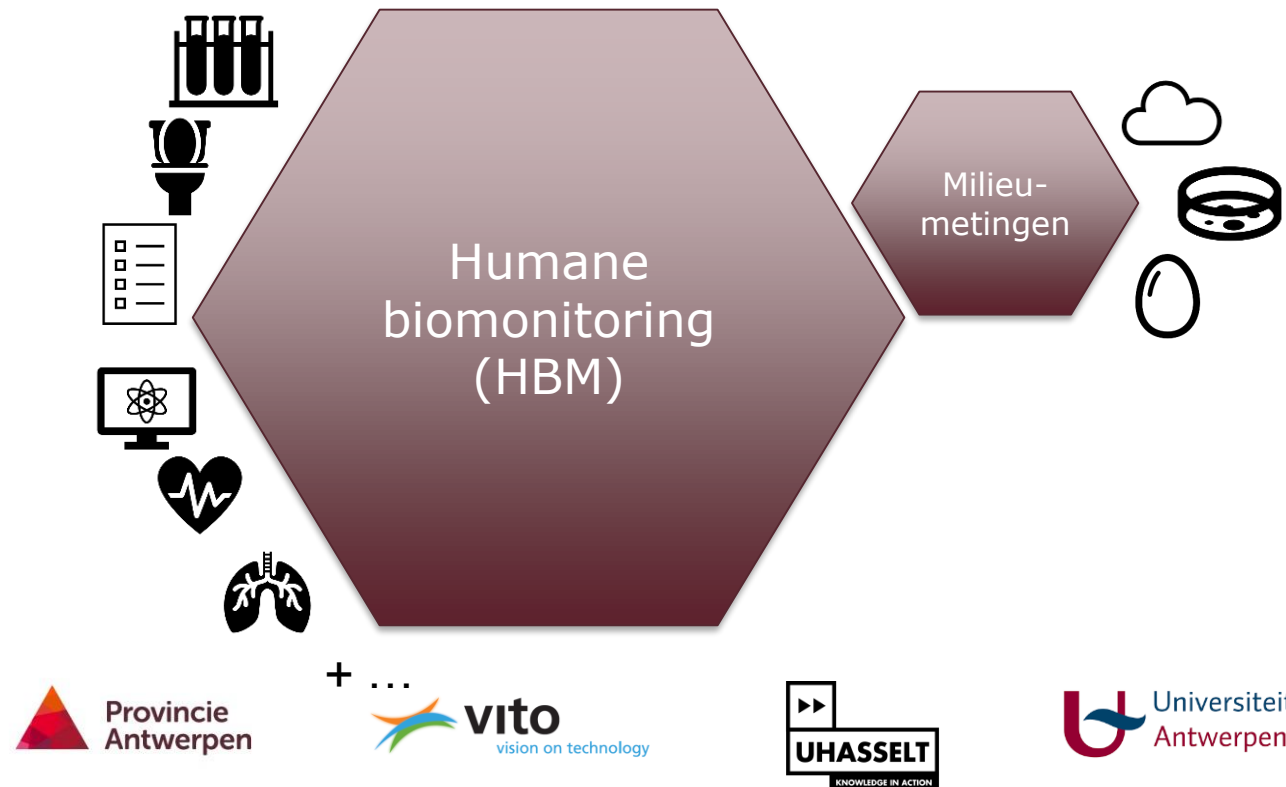 Humane
biomonitoring
(HBM)
Milieu-
metingen
+ ...
Provincie
Antwerpen
vito
vision on technology
UHASSELT
KNOWLEDGE IN ACTION
Universiteit
Antwerpen